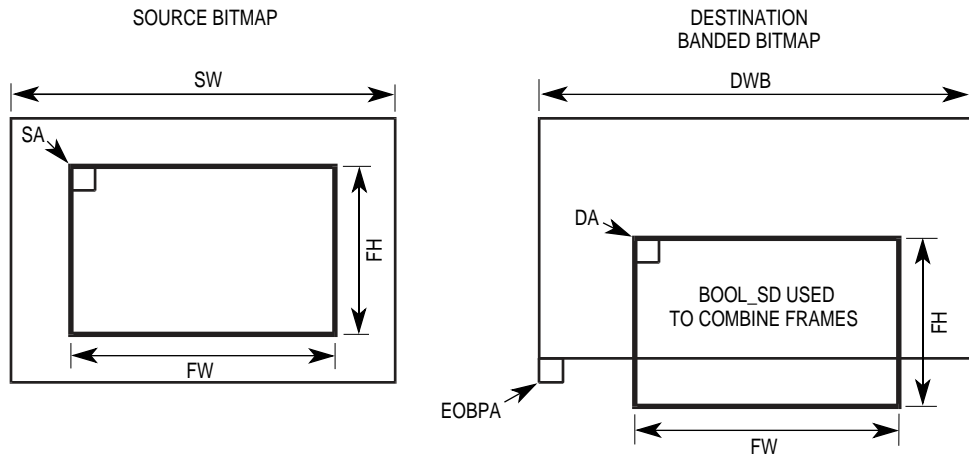 SOURCE BITMAP
SW
SA
FH
FW
DESTINATION
BANDED BITMAP
DWB
DA
BOOL_SD USED
TO COMBINE FRAMES
FH
EOBPA
FW